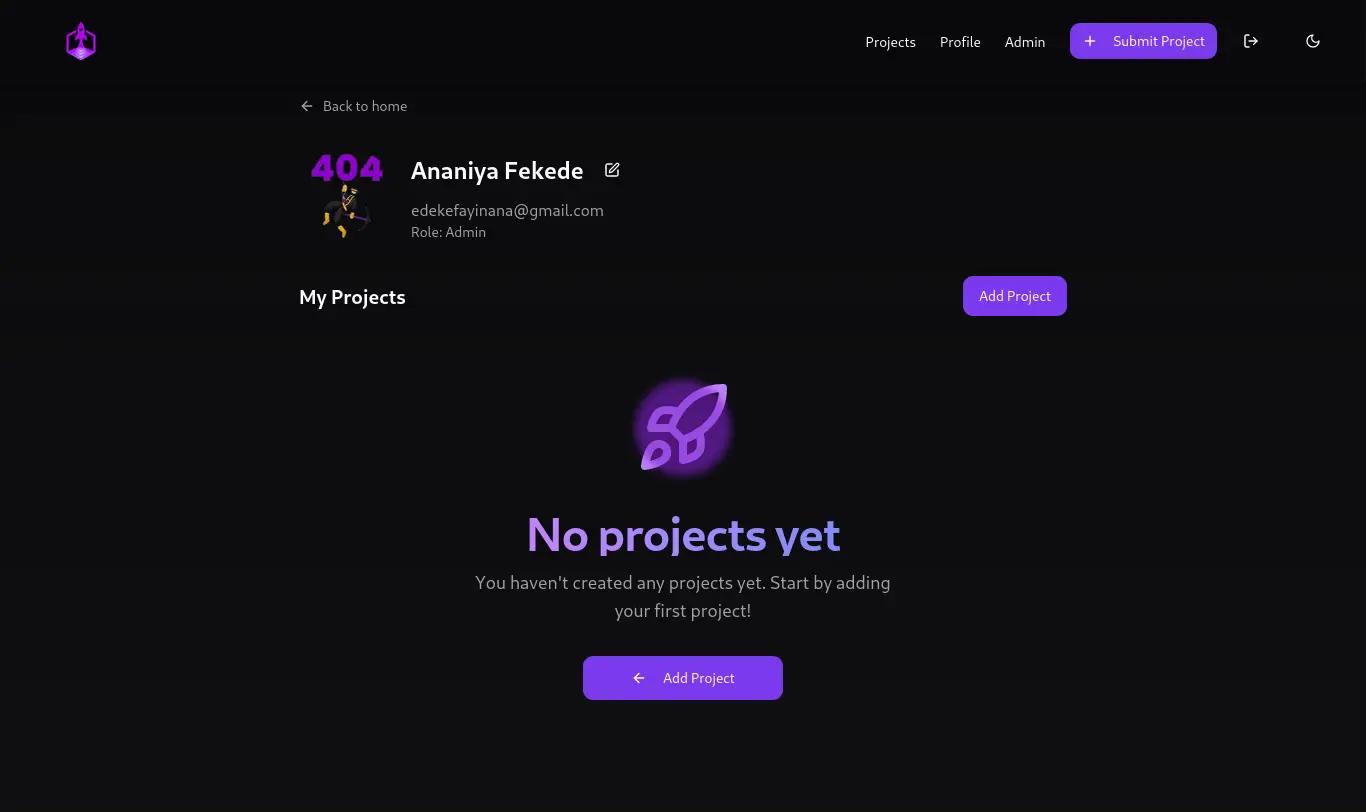 Projects
Profile
Admin
Submit Project
Back to home
404
Ananiya Fekede
edekefayinana@gmail.com
Role: Admin
My Projects
Add Project
No projects yet
You haven't created any projects yet. Start by adding
your first project!
Add Project